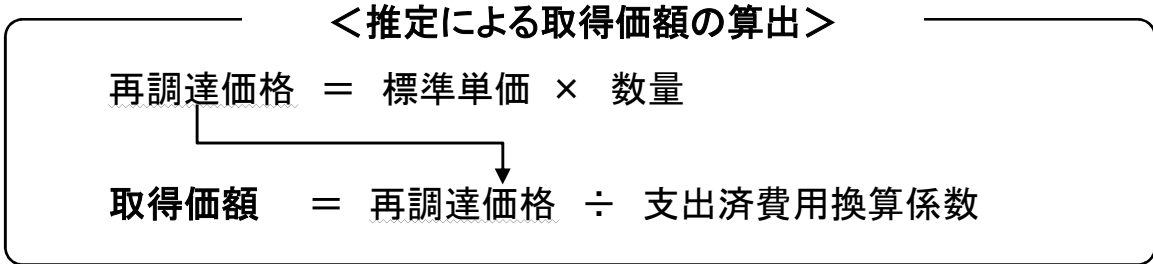 ＜推定による取得価額の算出＞
再調達価格 ＝ 標準単価 × 数量
取得価額 ＝ 再調達価格 ÷ 支出済費用換算係数